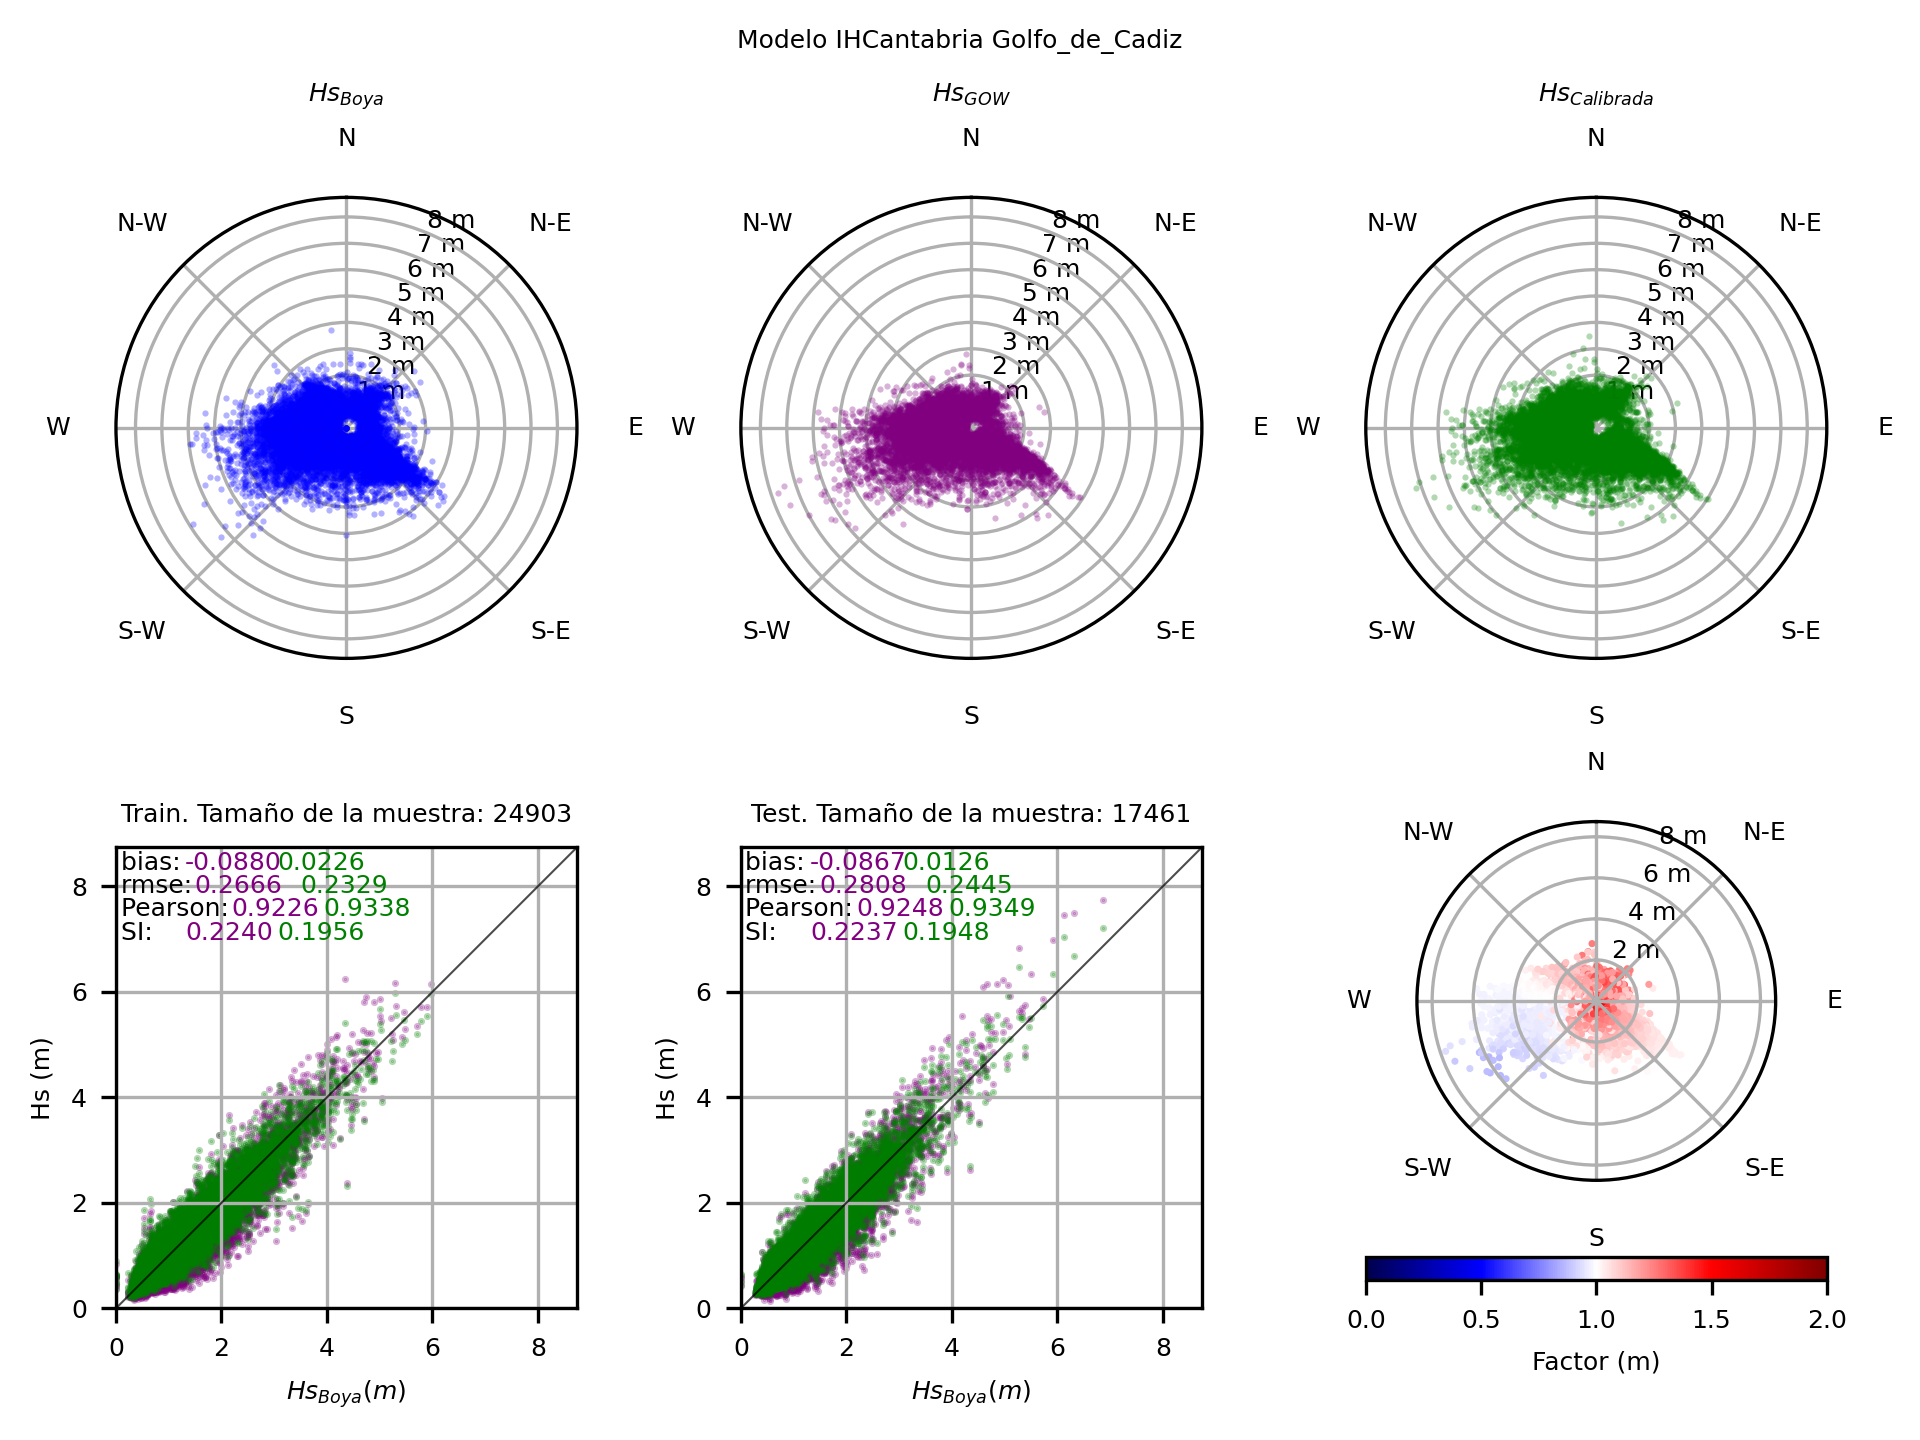 Modelo IHCantabria Golfo_de_Cadiz
Hs_Boya
Hs_GOW
Hs_Calibrada
N
N-W
N-E
8 m
7 m
6 m
5 m
4 m
3 m
2 m
1 m
W
E
S-W
S-E
S
N
N-W
N-E
8 m
7 m
6 m
5 m
4 m
3 m
2 m
1 m
W
E
S-W
S-E
S
N
N-W
N-E
8 m
7 m
6 m
5 m
4 m
3 m
2 m
m
W
E
S-W
S-E
S
Train. Tamaño de la muestra: 24903
bias: -0.0880 0.0226
rmse: 0.2666 0.2329
Pearson: 0.9226 0.9338
SI: 0.2240 0.1956
Hs (m)
8
6
4
2
0
0 2 4 6 8
Hs_Boya(m)
Test. Tamaño de la muestra: 17461
bias: -0.0867 0.0126
rmse: 0.2808 0.2445
Pearson: 0.9248 0.9349
SI: 0.2237 0.1948
Hs (m)
8
6
4
2
0
0 2 4 6 8
Hs_Boya(m)
N
N-W
N-E
8 m
6 m
4 m
2 m
W
E
S-W
S-E
S
0.0 0.5 1.0 1.5 2.0
Factor (m)